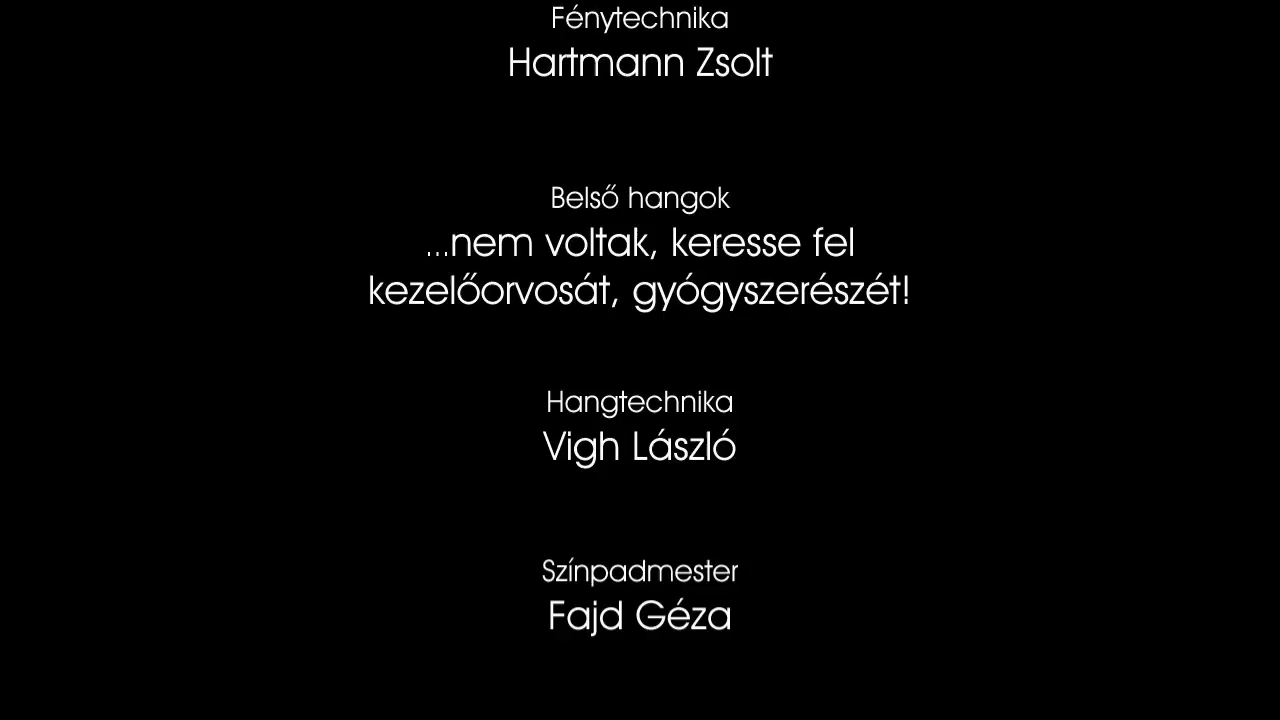 Fénytechnika
Hartmann Zsolt
Belső hangok
...nem voltak, keresse fel
kezelőorvosát, gyógyszerészét!
Hangtechnika
Vigh László
Színpadmester
Fajd Géza